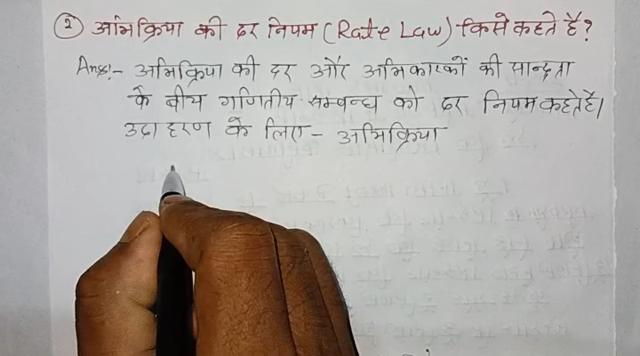 ② अभिक्रिया की दर नियम (Rate Law) किसे कहते है?
Ans:- अभिक्रिया की दर और अभिकारकों की सान्द्रता
के बीच गणितीय सम्बन्ध को दर नियम कहते है।
उदाहरण के लिए - अभिक्रिया